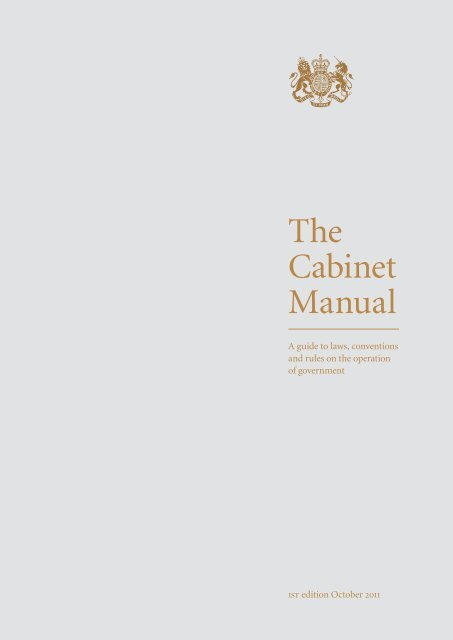 The
Cabinet
Manual
A guide to laws, conventions
and rules on the operation
of government
1st edition October 2011